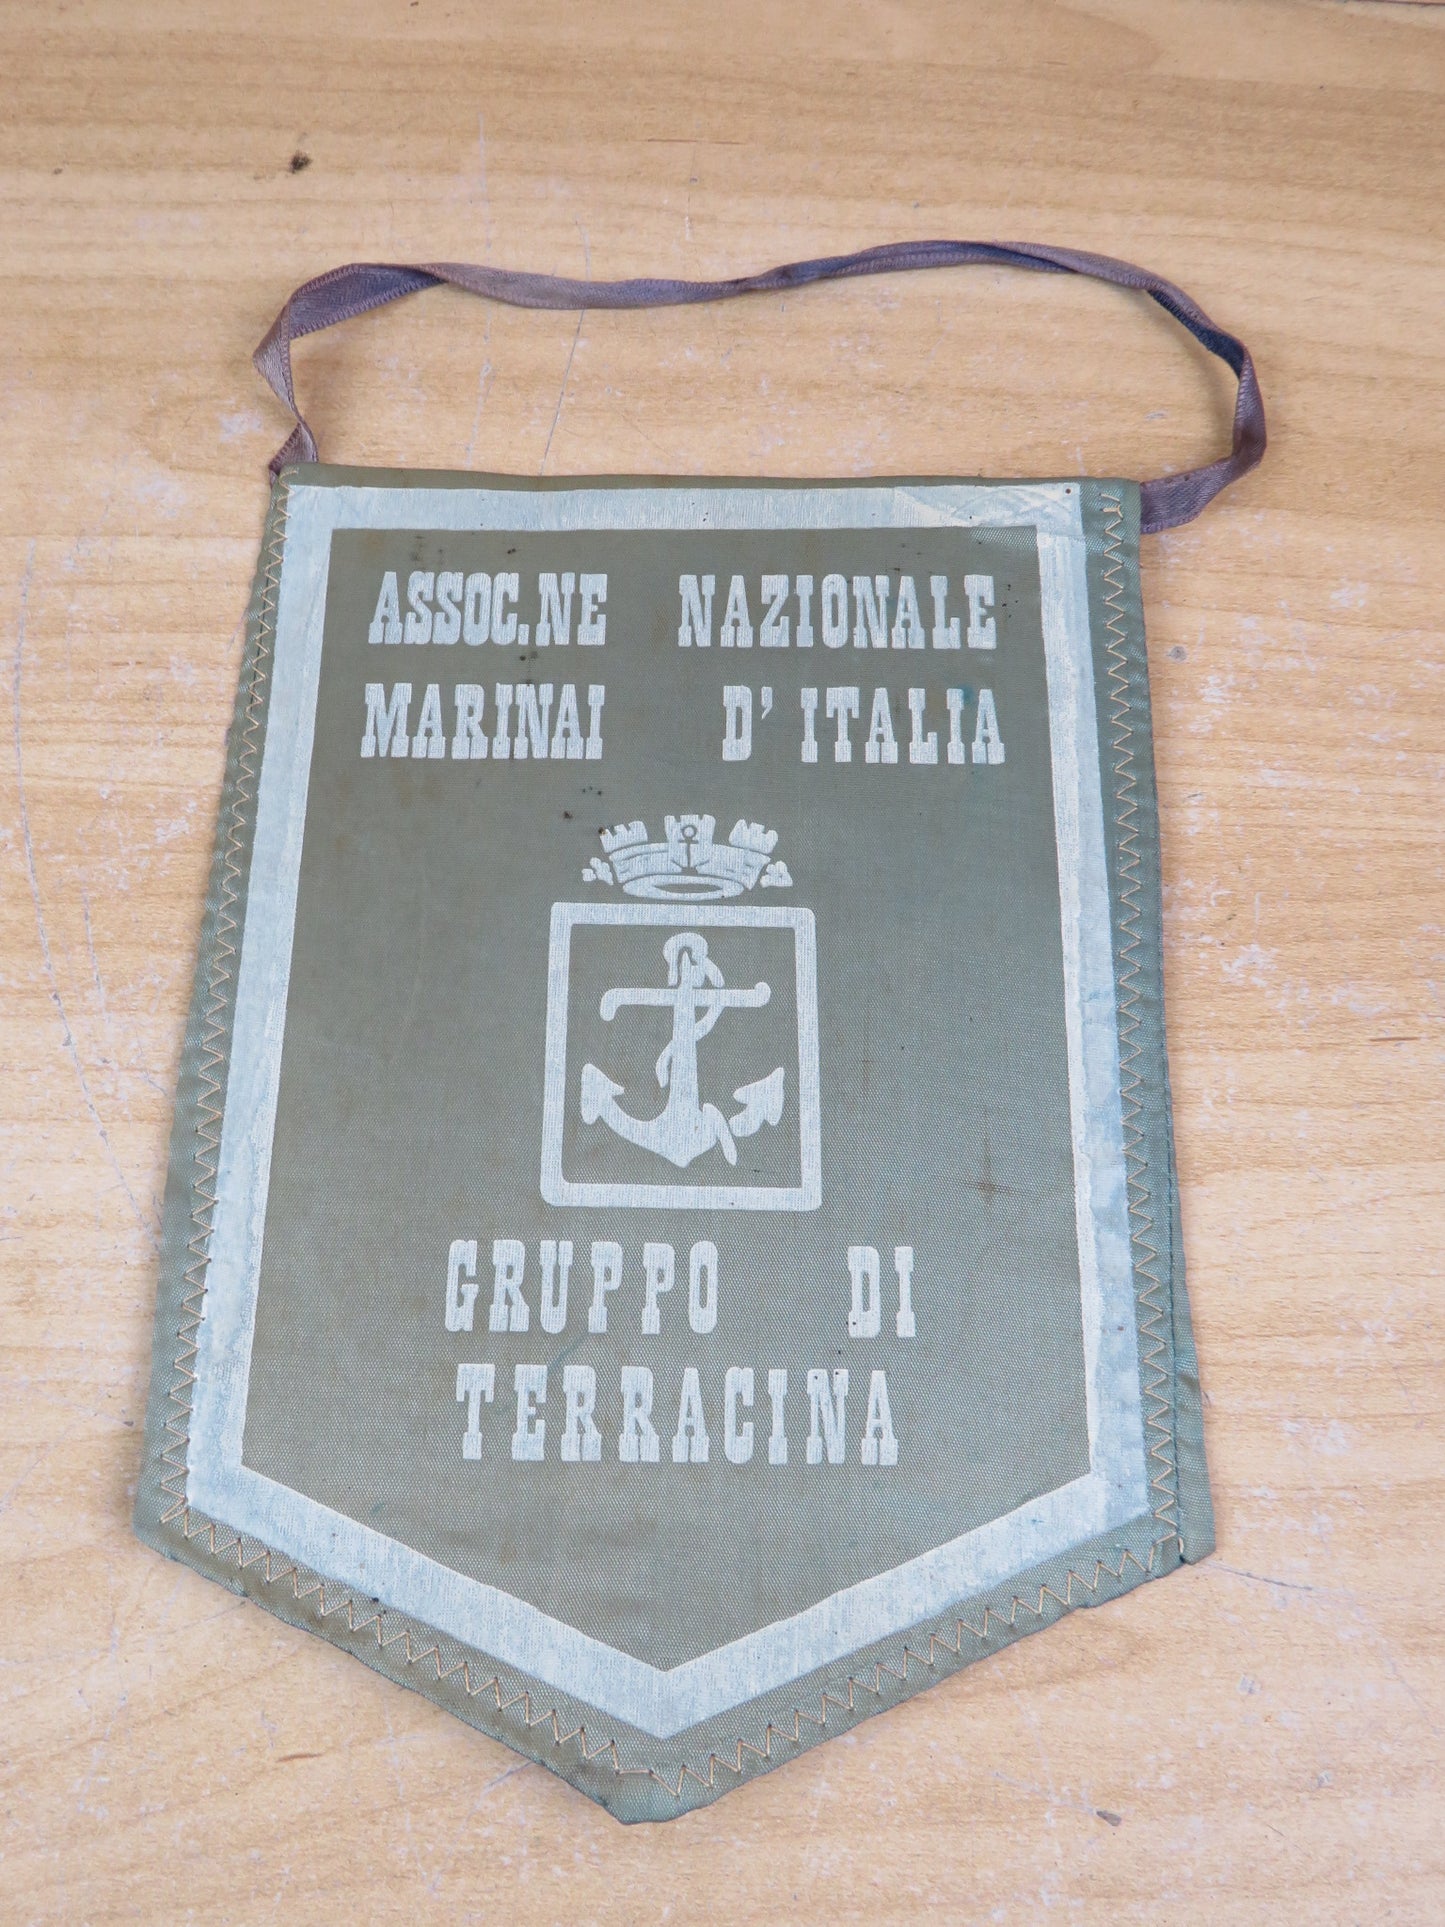 ASSOC.NE NAZIONALE
MARINAI D'ITALIA
GRUPPO DI
TERRACINA